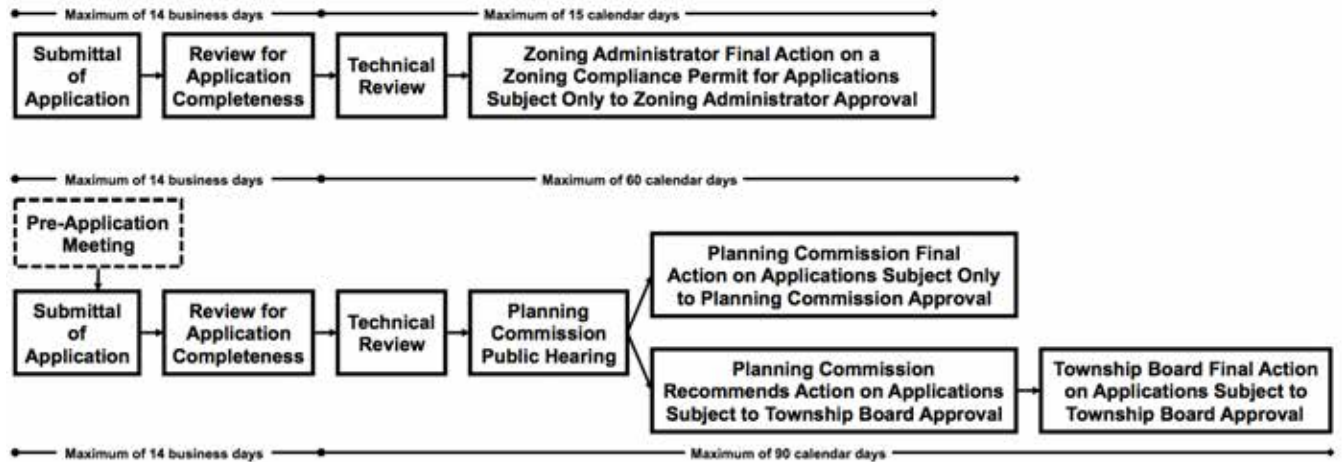 Maximum of 14 business days
Maximum of 15 calendar days
Submittal
of
Application
Review for
Application
Completeness
Technical
Review
Zoning Administrator Final Action on a
Zoning Compliance Permit for Applications
Subject Only to Zoning Administrator Approval
Maximum of 14 business days
Maximum of 60 calendar days
Pre-Application
Meeting
Submittal
of
Application
Review for
Application
Completeness
Technical
Review
Planning
Commission
Public Hearing
Planning Commission Final
Action on Applications Subject Only
to Planning Commission Approval
Planning Commission
Recommends Action on Applications
Subject to Township Board Approval
Township Board Final Action
on Applications Subject to
Township Board Approval
Maximum of 14 business days
Maximum of 90 calendar days